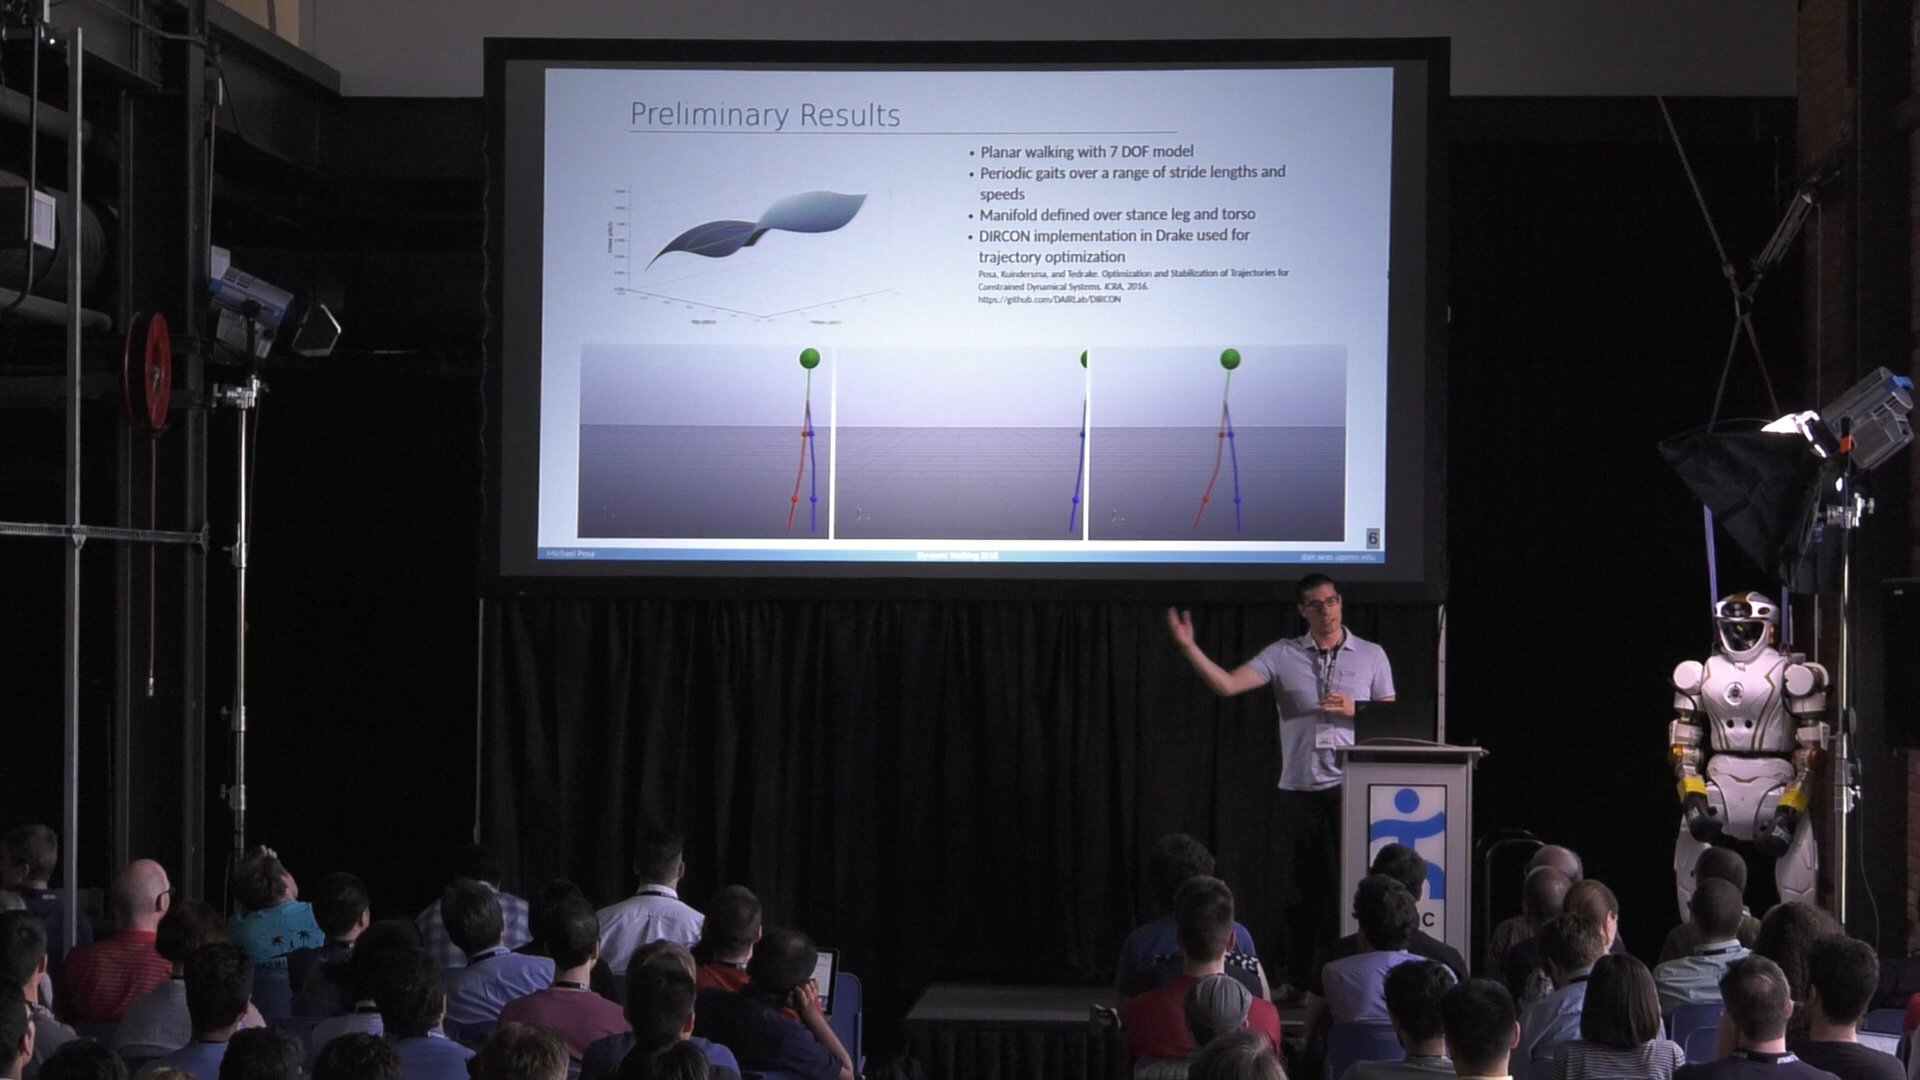 Preliminary Results
• Planar walking with 7 DOF model
• Periodic gaits over a range of stride lengths and
speeds
• Manifold defined over stance leg and torso
• DIRCON implementation in Drake used for
trajectory optimization
Posa, Kuindersma, and Tedrake. Optimization and Stabilization of Trajectories for
Constrained Dynamical Systems. ICRA, 2016.
https://github.com/DAIRLab/DIRCON
6
Michael Posa
Dynamic Walking 2018